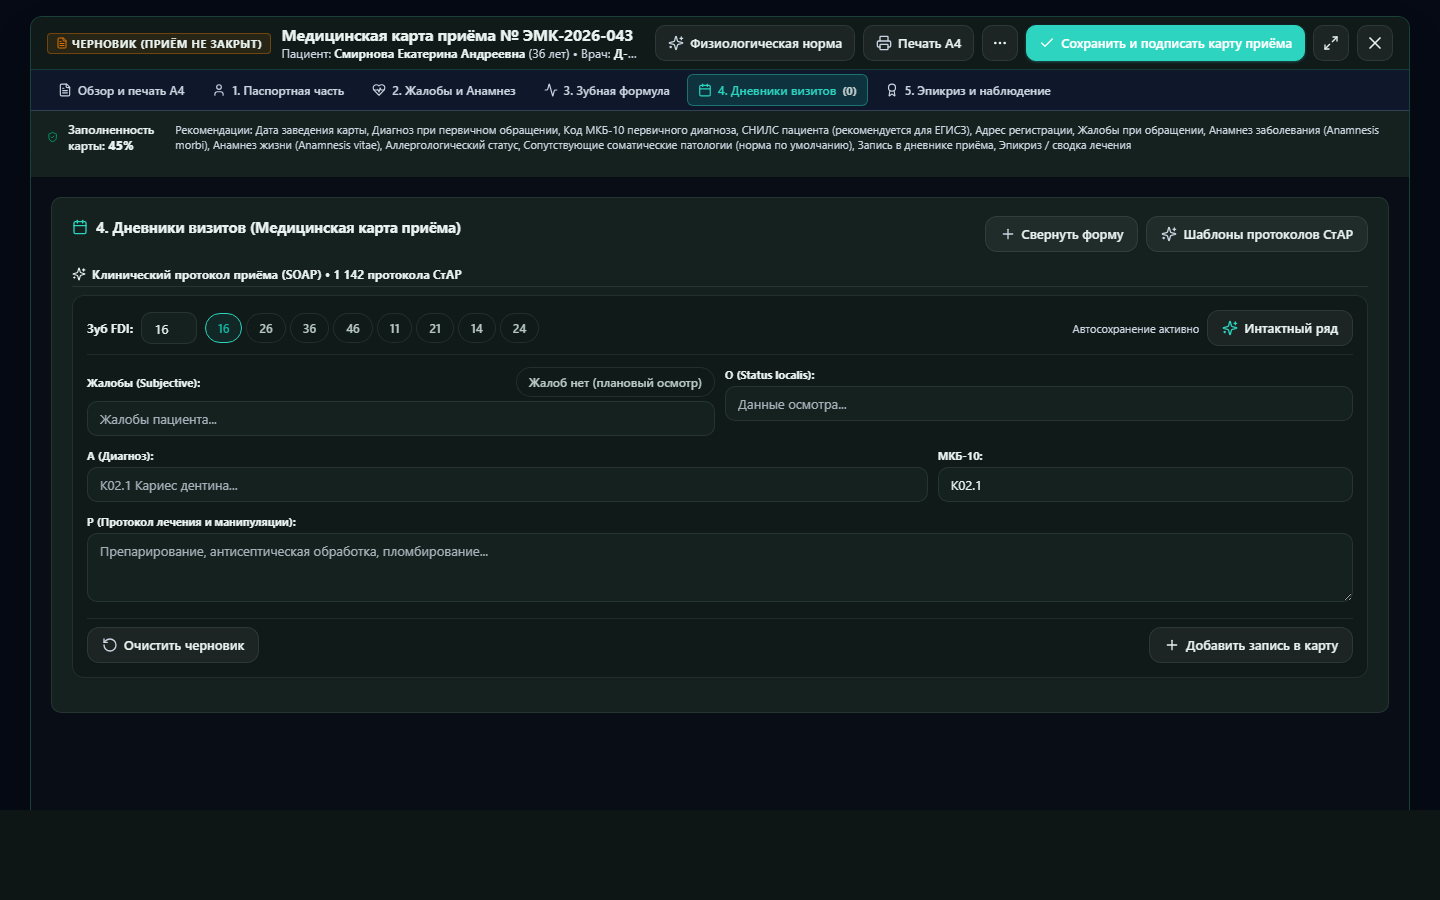 ЧЕРНОВИК (ПРИЁМ НЕ ЗАКРЫТ)
Медицинская карта приёма № ЭМК-2026-043
Пациент: Смирнова Екатерина Андреевна (36 лет) • Врач: Д-...
Физиологическая норма
Печать А4
...
Сохранить и подписать карту приёма
Обзор и печать А4
1. Паспортная часть
2. Жалобы и Анамнез
3. Зубная формула
4. Дневники визитов (0)
5. Эпикриз и наблюдение
Заполненность карты: 45%
Рекомендации: Дата заведения карты, Диагноз при первичном обращении, Код МКБ-10 первичного диагноза, СНИЛС пациента (рекомендуется для ЕГИСЗ), Адрес регистрации, Жалобы при обращении, Анамнез заболевания (Anamnesis
morbi), Анамнез жизни (Anamnesis vitae), Аллергологический статус, Сопутствующие соматические патологии (норма по умолчанию), Запись в дневнике приёма, Эпикриз / сводка лечения
4. Дневники визитов (Медицинская карта приёма)
Свернуть форму
Шаблоны протоколов СтАР
Клинический протокол приёма (SOAP) • 1 142 протокола СтАР
Зуб FDI:
16
16
26
36
46
11
21
14
24
Автосохранение активно
Интактный ряд
Жалобы (Subjective):
Жалоб нет (плановый осмотр)
O (Status localis):
Жалобы пациента...
Данные осмотра...
A (Диагноз):
МКБ-10:
K02.1 Кариес дентина...
K02.1
P (Протокол лечения и манипуляции):
Препарирование, антисептическая обработка, пломбирование...
Очистить черновик
Добавить запись в карту